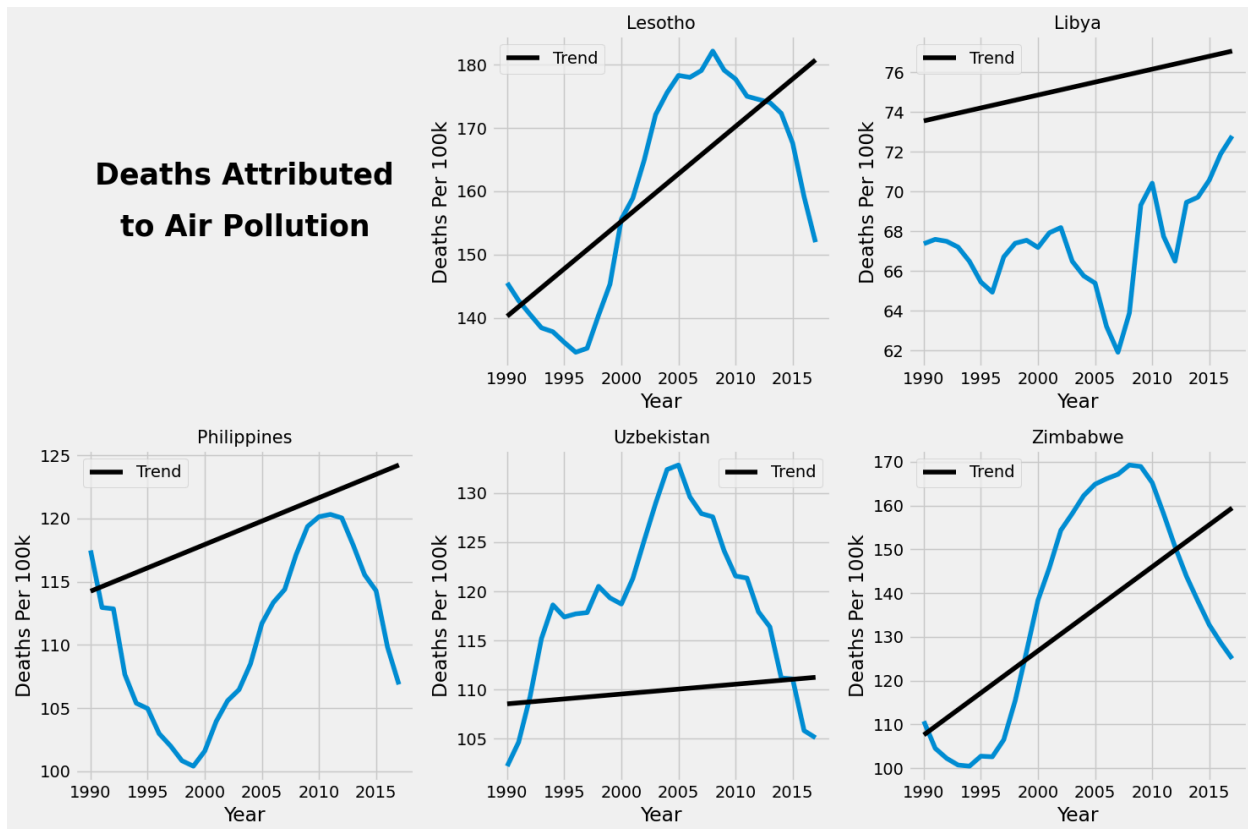 Deaths Attributed
to Air Pollution
Lesotho
Trend
Deaths Per 100k
180
170
160
150
140
1990 1995 2000 2005 2010 2015
Year
Libya
Trend
Deaths Per 100k
76
74
72
70
68
66
64
62
1990 1995 2000 2005 2010 2015
Year
Philippines
Trend
Deaths Per 100k
125
120
115
110
105
100
1990 1995 2000 2005 2010 2015
Year
Uzbekistan
Trend
Deaths Per 100k
130
125
120
115
110
105
1990 1995 2000 2005 2010 2015
Year
Zimbabwe
Trend
Deaths Per 100k
170
160
150
140
130
120
110
100
1990 1995 2000 2005 2010 2015
Year